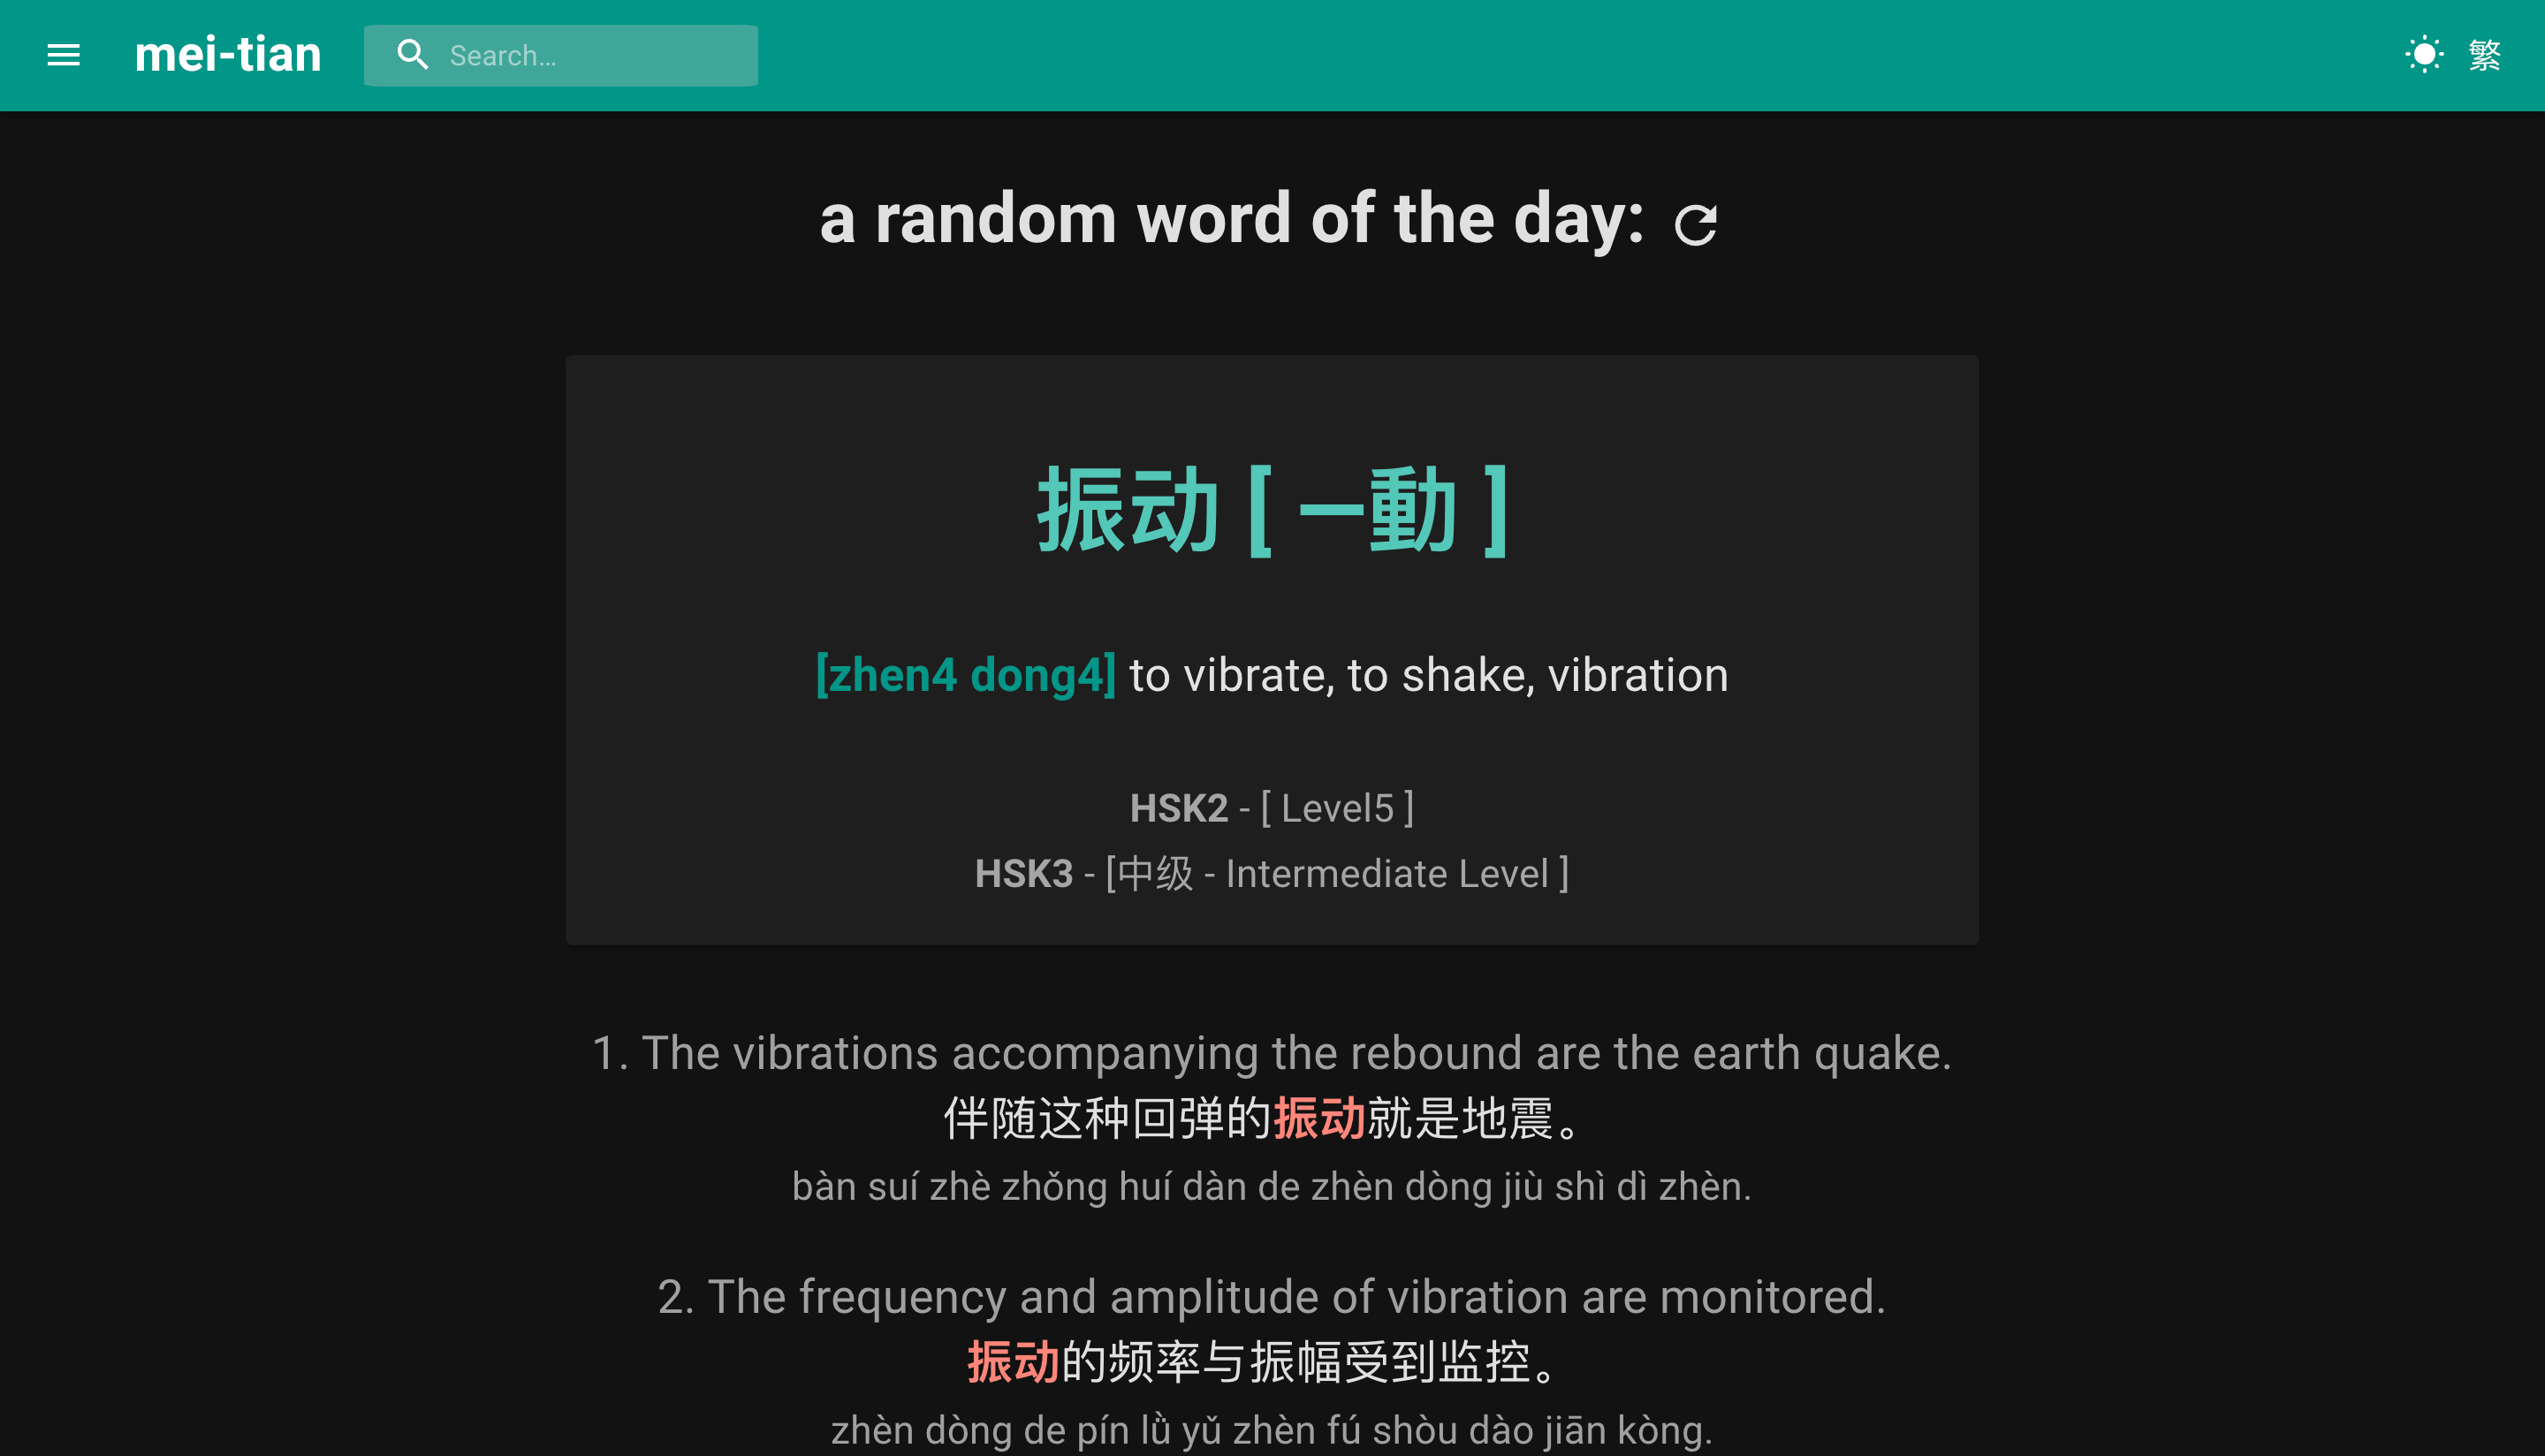 mei-tian
Search...
繁
a random word of the day:
振动 [ 一動 ]
[zhen4 dong4] to vibrate, to shake, vibration
HSK2 - [ Level5 ]
HSK3 - [中级 - Intermediate Level ]
1. The vibrations accompanying the rebound are the earth quake.
伴随这种回弹的振动就是地震。
bàn suí zhè zhǒng huí dàn de zhèn dòng jiù shì dì zhèn.
2. The frequency and amplitude of vibration are monitored.
振动的频率与振幅受到监控。
zhèn dòng de pín lǜ yǔ zhèn fú shòu dào jiān kòng.